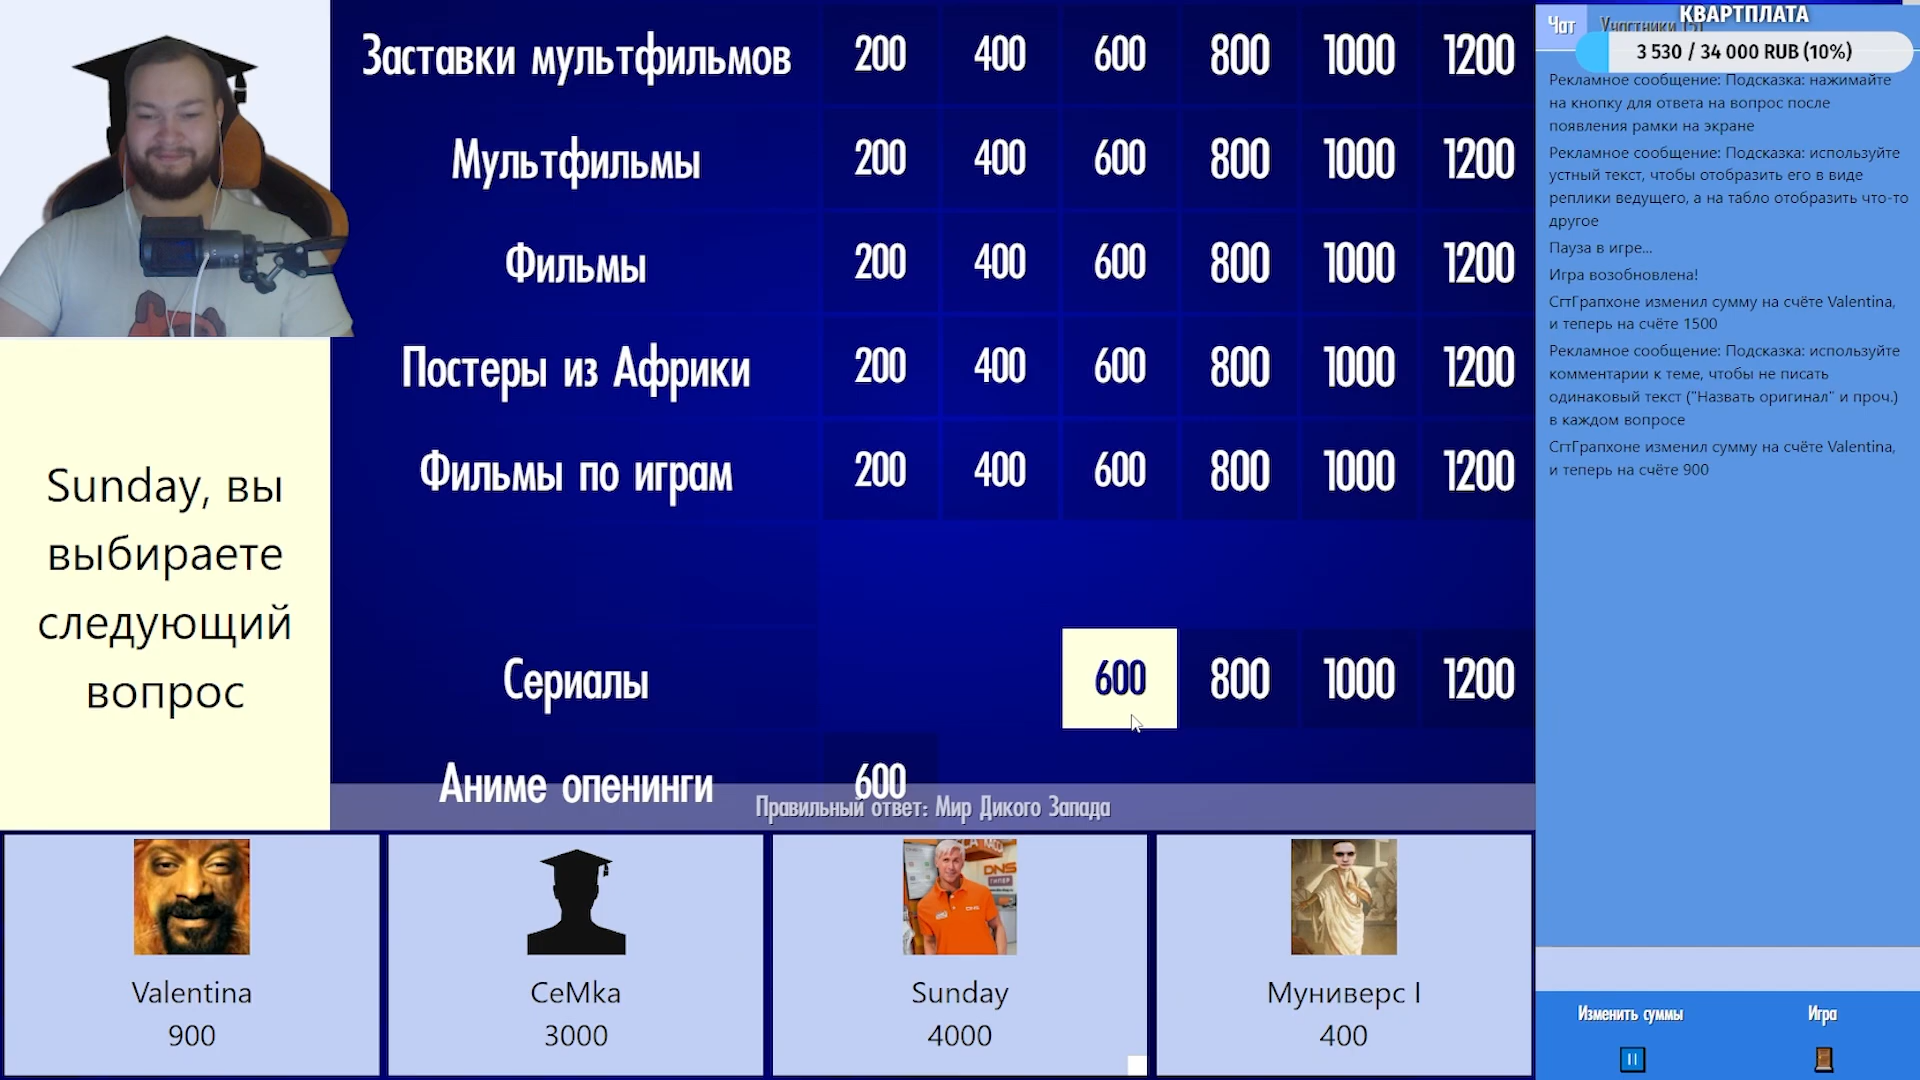 Заставки мультфильмов 200 400 600 800 1000 1200
Мультфильмы 200 400 600 800 1000 1200
Фильмы 200 400 600 800 1000 1200
Постеры из Африки 200 400 600 800 1000 1200
Фильмы по играм 200 400 600 800 1000 1200
Сериалы 600 800 1000 1200
Аниме опенинги 600
Правильный ответ: Мир Дикого Запада
Sunday, вы
выбираете
следующий
вопрос
DNS
ГИПЕР
Valentina
900
CeMka
3000
Sunday
4000
Муниверс I
400
Чат
Участники
КВАРТПЛАТА
3 530 / 34 000 RUB (10%)
Рекламное сообщение: Подсказка: нажимайте
на кнопку для ответа на вопрос после
появления рамки на экране
Рекламное сообщение: Подсказка: используйте
устный текст, чтобы отобразить его в виде
реплики ведущего, а на табло отобразить что-то
другое
Пауза в игре...
Игра возобновлена!
СгтГрапхоне изменил сумму на счёте Valentina,
и теперь на счёте 1500
Рекламное сообщение: Подсказка: используйте
комментарии к теме, чтобы не писать
одинаковый текст ("Назвать оригинал" и проч.)
в каждом вопросе
СгтГрапхоне изменил сумму на счёте Valentina,
и теперь на счёте 900
Изменить суммы
Игра